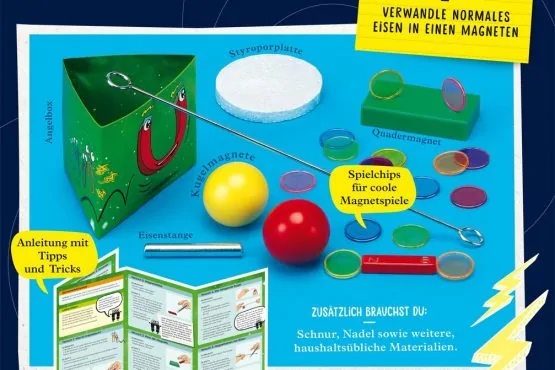 VERWANDLE NORMALES
EISEN IN EINEN MAGNETEN
Styroporplatte
Angelbox
Quadermagnet
Kugelmagnete
Spielchips
für coole
Magnetspiele
Eisenstange
Anleitung mit
Tipps
und Tricks
ZUSÄTZLICH BRAUCHST DU:
Schnur, Nadel sowie weitere,
haushaltsübliche Materialien.